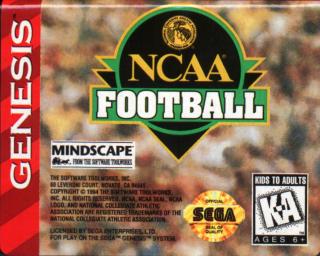 GENESIS
NCAA
FOOTBALL
MINDSCAPE
FROM THE SOFTWARE TOOLWORKS
THE SOFTWARE TOOLWORKS, INC.
60 LEVERONI COURT, NOVATO, CA 94949
COPYRIGHT © 1994 THE SOFTWARE TOOLWORKS,
INC. ALL RIGHTS RESERVED. NCAA, NCAA SEAL, NCAA
LOGO, AND NATIONAL COLLEGIATE ATHLETIC
ASSOCIATION ARE REGISTERED TRADEMARKS OF THE
NATIONAL COLLEGIATE ATHLETIC ASSOCIATION.
LICENSED BY SEGA ENTERPRISES, LTD.
FOR PLAY ON THE SEGA™ GENESIS™ SYSTEM.
OFFICIAL
SEGA
SEAL OF
QUALITY
KIDS TO ADULTS
K-A
AGES 6+